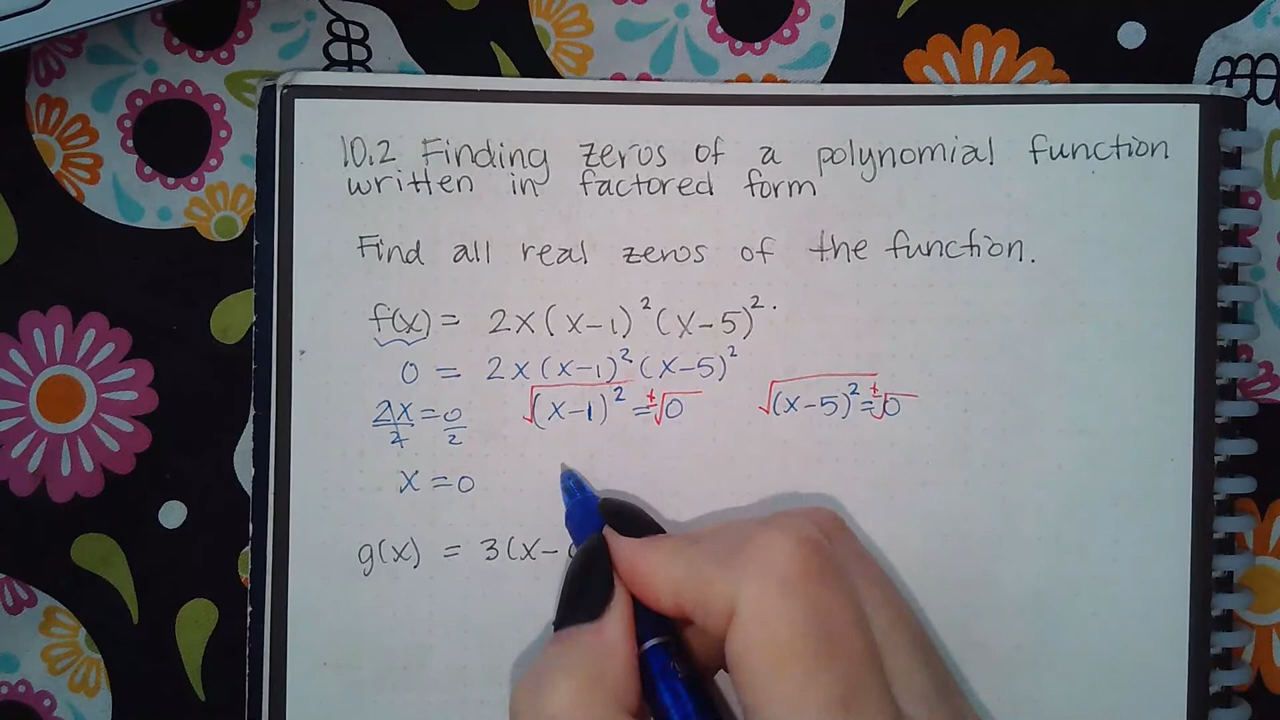 10.2 Finding zeros of a polynomial function
written in factored form
Find all real zeros of the function.
f(x) = 2x(x-1)²(x-5)².
0 = 2x(x-1)²(x-5)²
2x/2 = 0/2 √(x-1)² = ±√0 √(x-5)² = ±√0
x = 0
g(x) = 3(x-